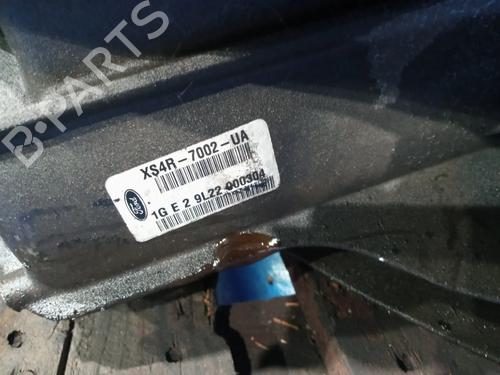 B-PARTS
XS4R-7002-UA
Ford
1G E 2 9L22 000304